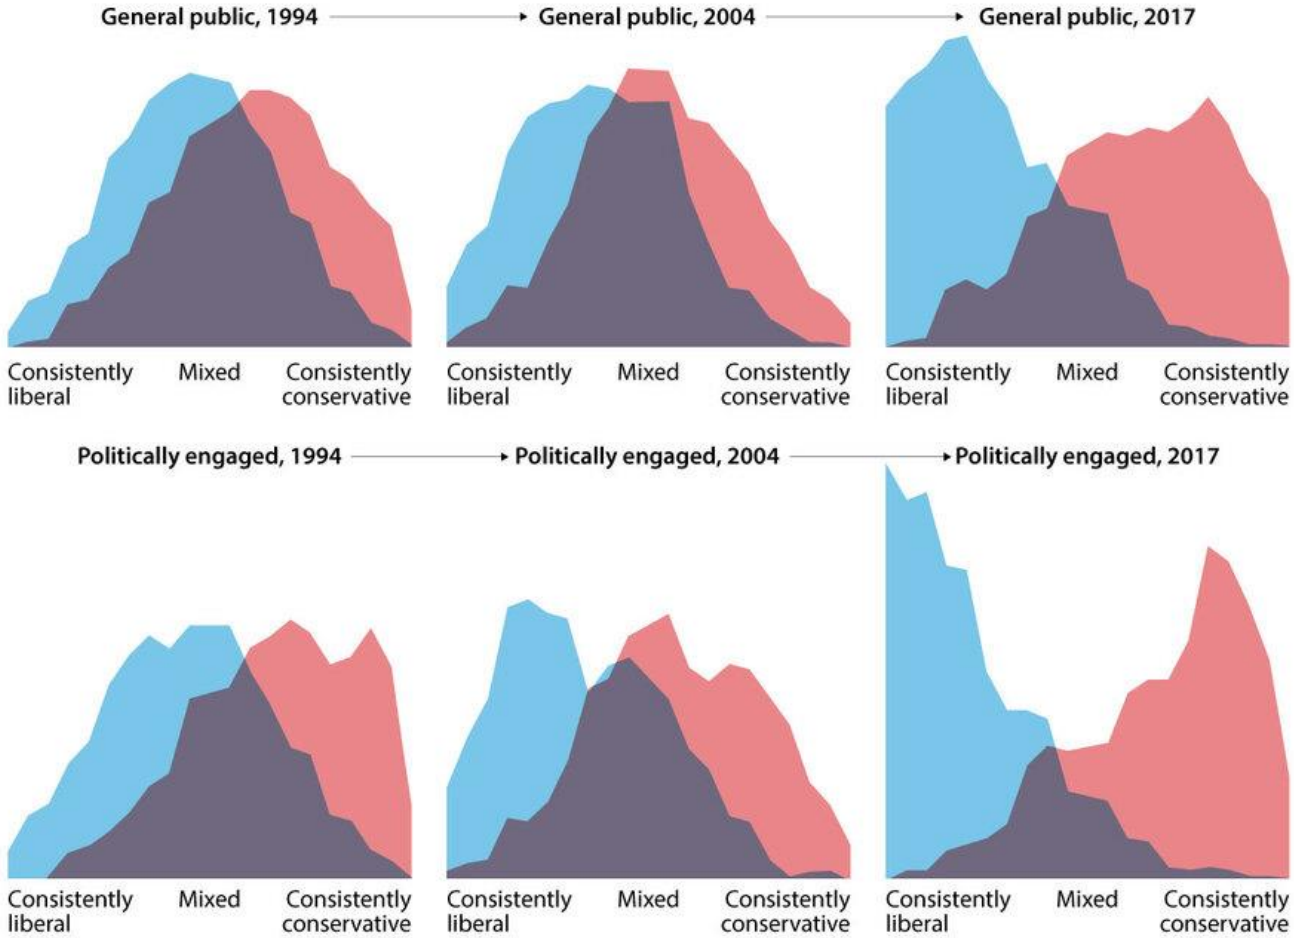 General public, 1994
General public, 2004
General public, 2017
Consistently liberal
Mixed
Consistently conservative
Consistently liberal
Mixed
Consistently conservative
Consistently liberal
Mixed
Consistently conservative
Politically engaged, 1994
Politically engaged, 2004
Politically engaged, 2017
Consistently liberal
Mixed
Consistently conservative
Consistently liberal
Mixed
Consistently conservative
Consistently liberal
Mixed
Consistently conservative